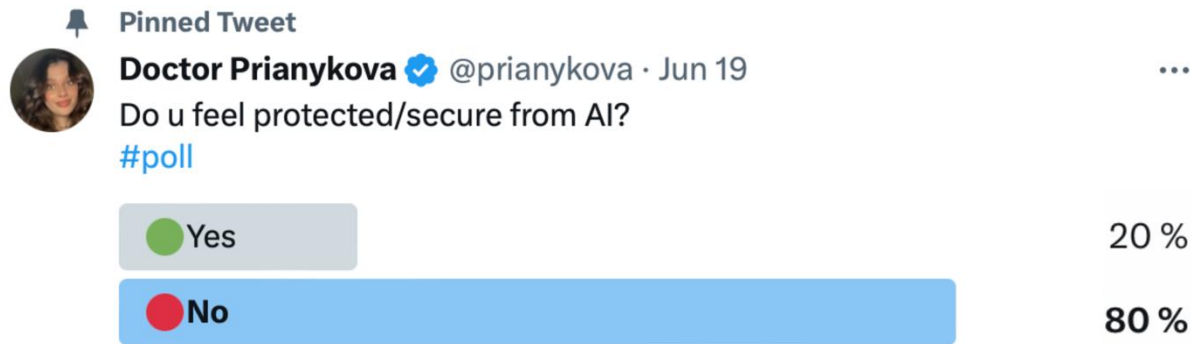 Pinned Tweet
Doctor Prianykova @prianykova · Jun 19
Do u feel protected/secure from AI?
#poll
Yes 20 %
No 80 %